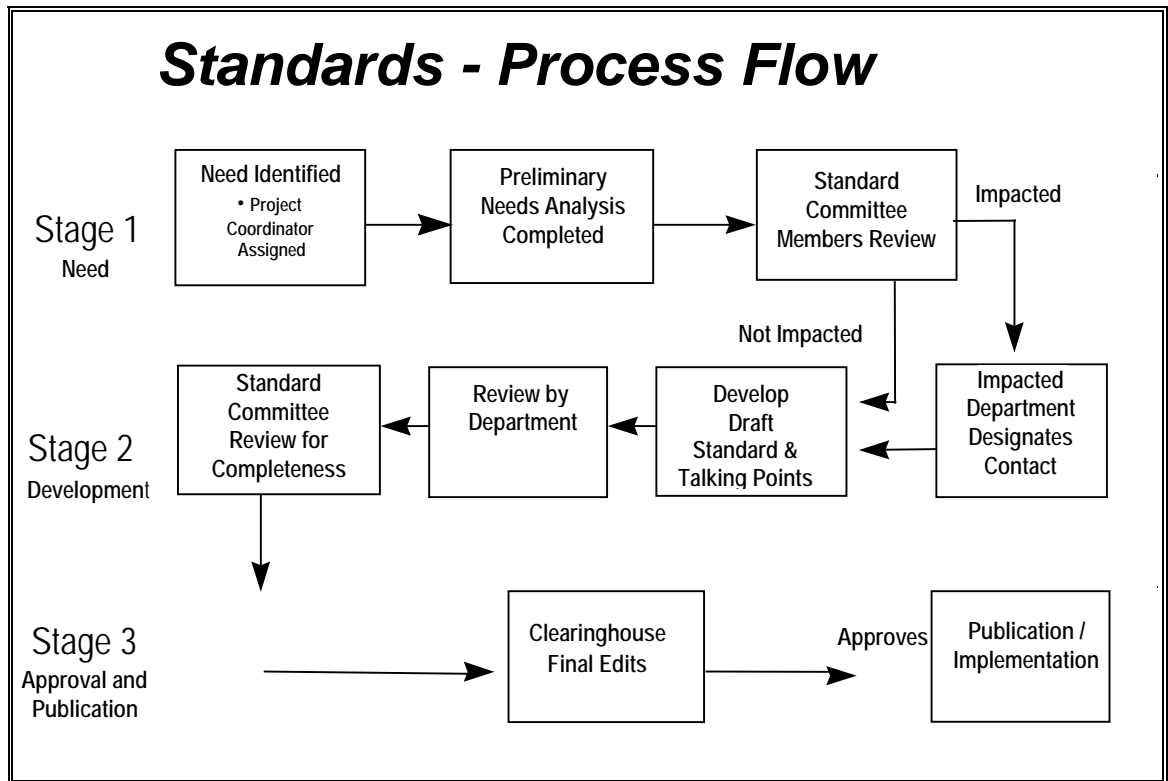 Standards - Process Flow
Stage 1
Need
Need Identified
• Project
Coordinator
Assigned
Preliminary
Needs Analysis
Completed
Standard
Committee
Members Review
Impacted
Not Impacted
Stage 2
Development
Standard
Committee
Review for
Completeness
Review by
Department
Develop
Draft
Standard &
Talking Points
Impacted
Department
Designates
Contact
Stage 3
Approval and
Publication
Clearinghouse
Final Edits
Approves
Publication /
Implementation